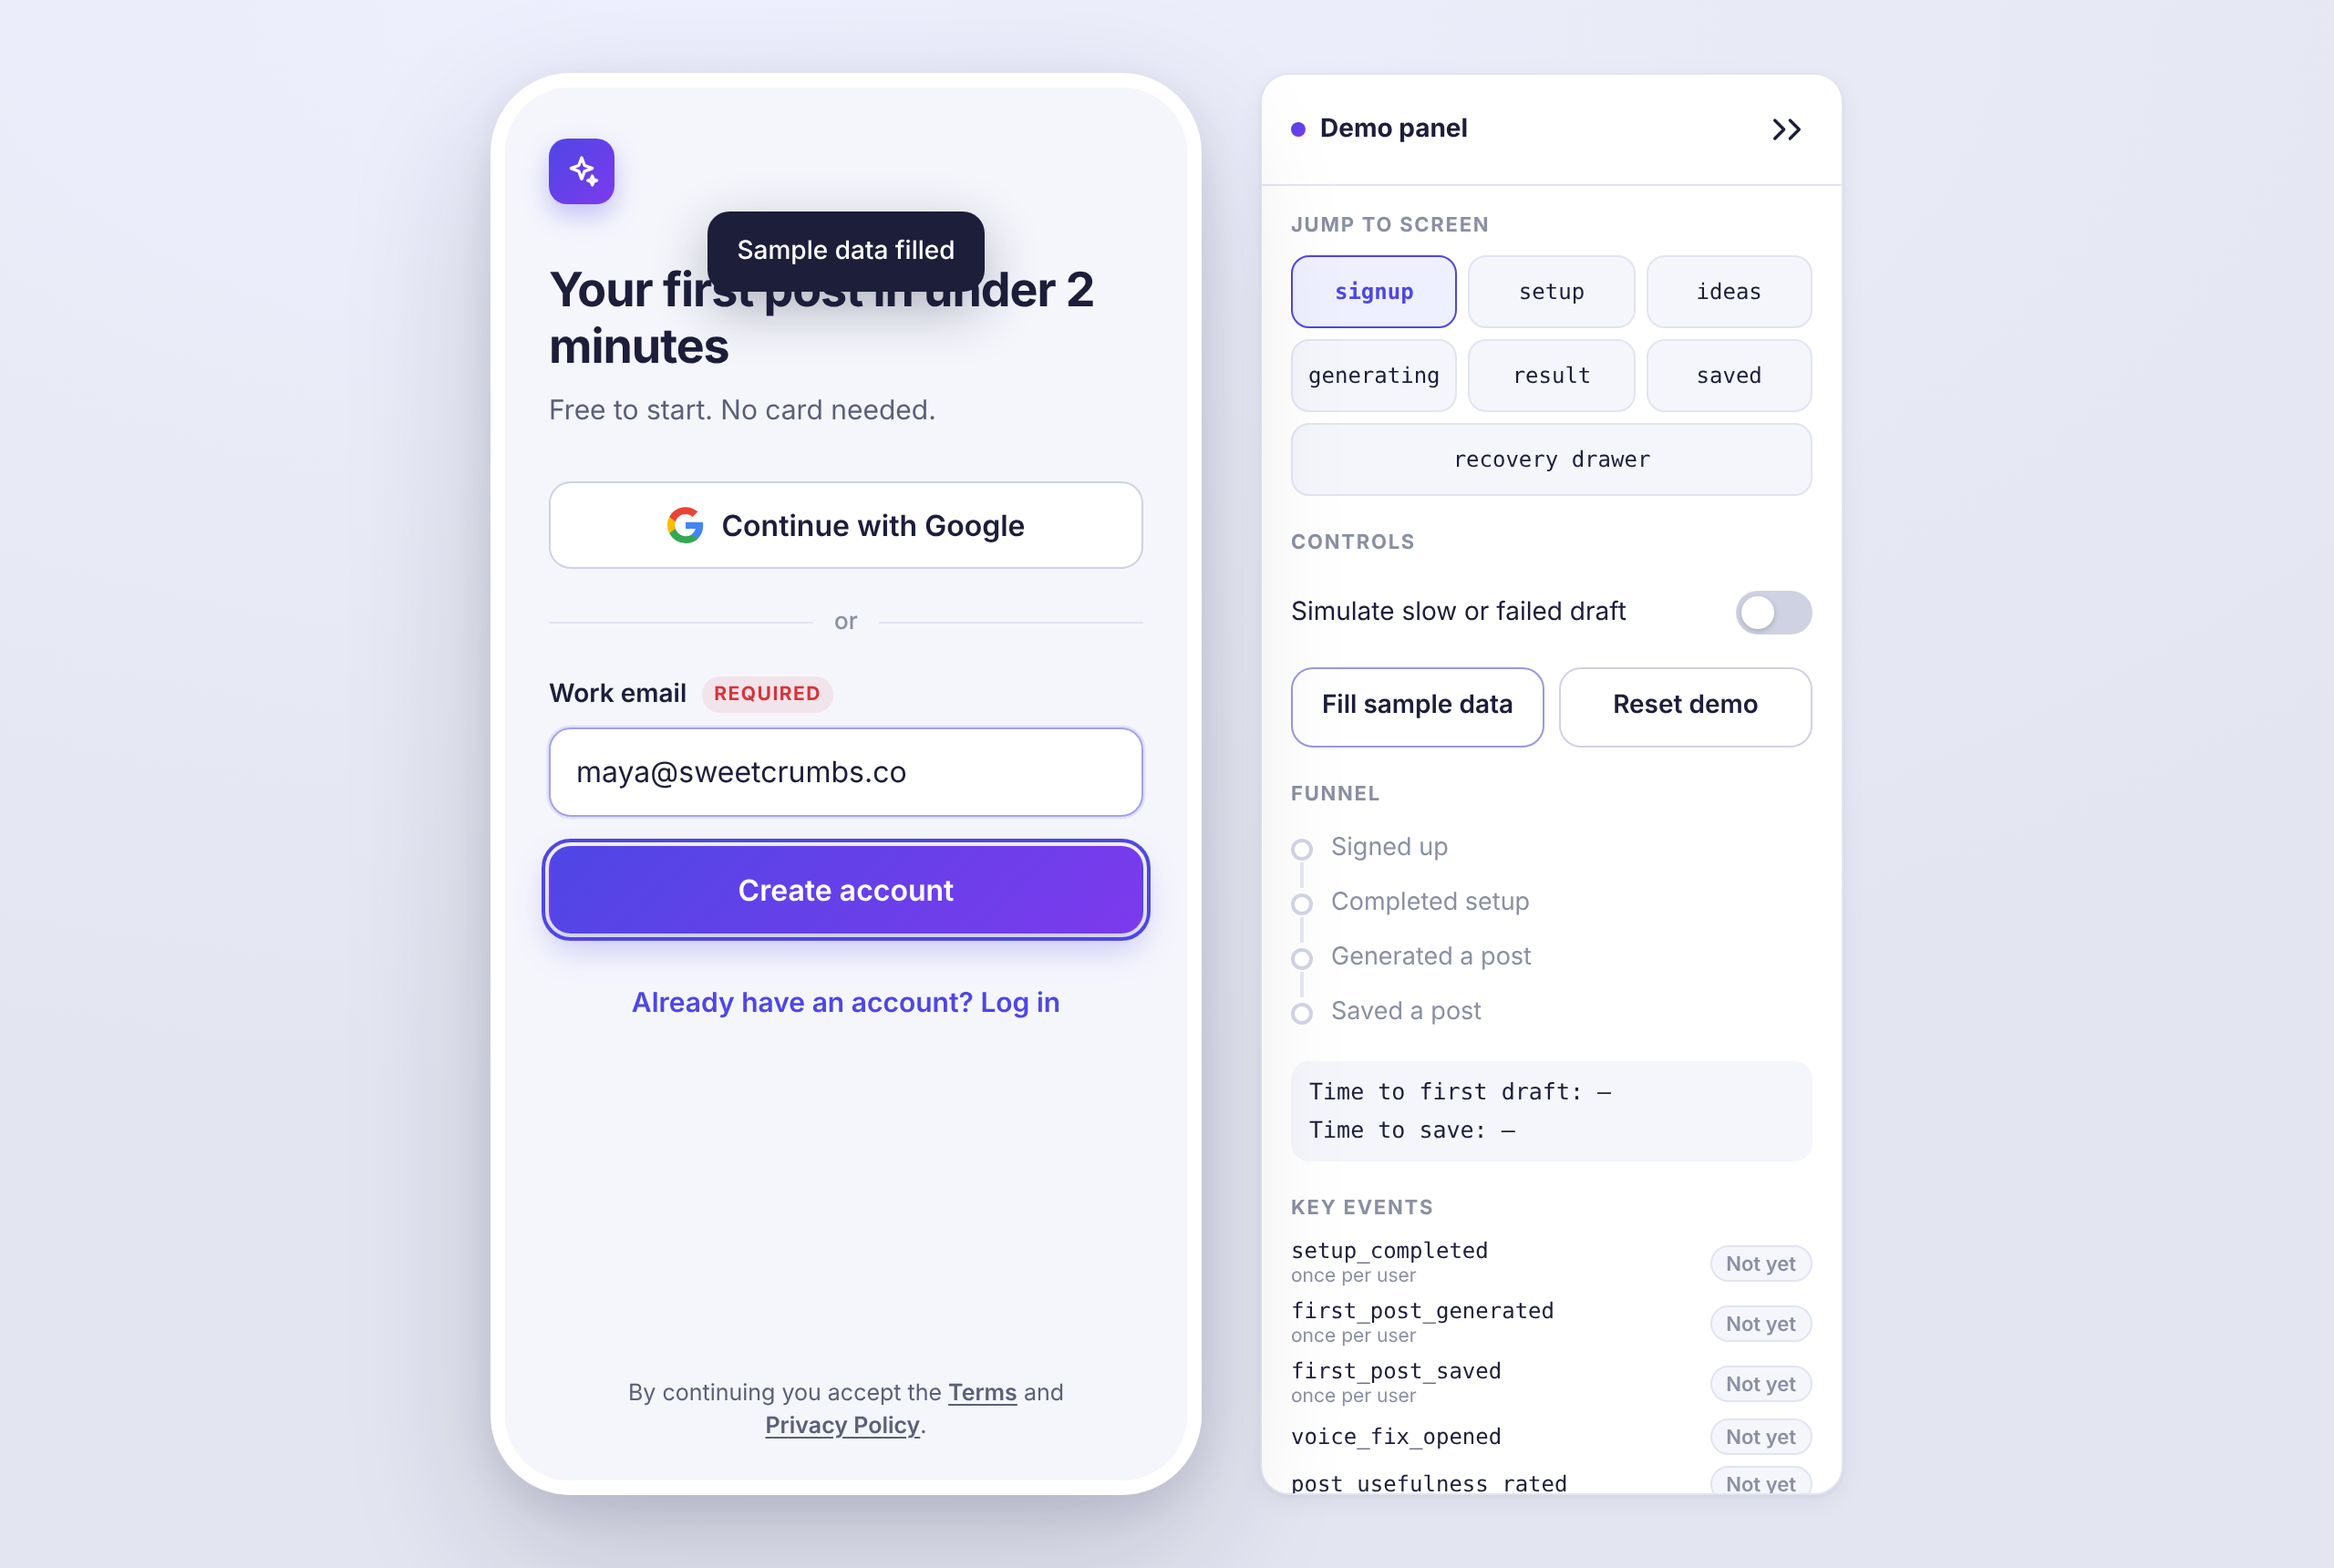 Sample data filled
Your first post in under 2
minutes
Free to start. No card needed.
Continue with Google
or
Work email REQUIRED
maya@sweetcrumbs.co
Create account
Already have an account? Log in
By continuing you accept the Terms and
Privacy Policy.
Demo panel
JUMP TO SCREEN
signup setup ideas
generating result saved
recovery drawer
CONTROLS
Simulate slow or failed draft
Fill sample data Reset demo
FUNNEL
Signed up
Completed setup
Generated a post
Saved a post
Time to first draft: —
Time to save: —
KEY EVENTS
setup_completed Not yet
once per user
first_post_generated Not yet
once per user
first_post_saved Not yet
once per user
voice_fix_opened Not yet
post_usefulness_rated Not yet